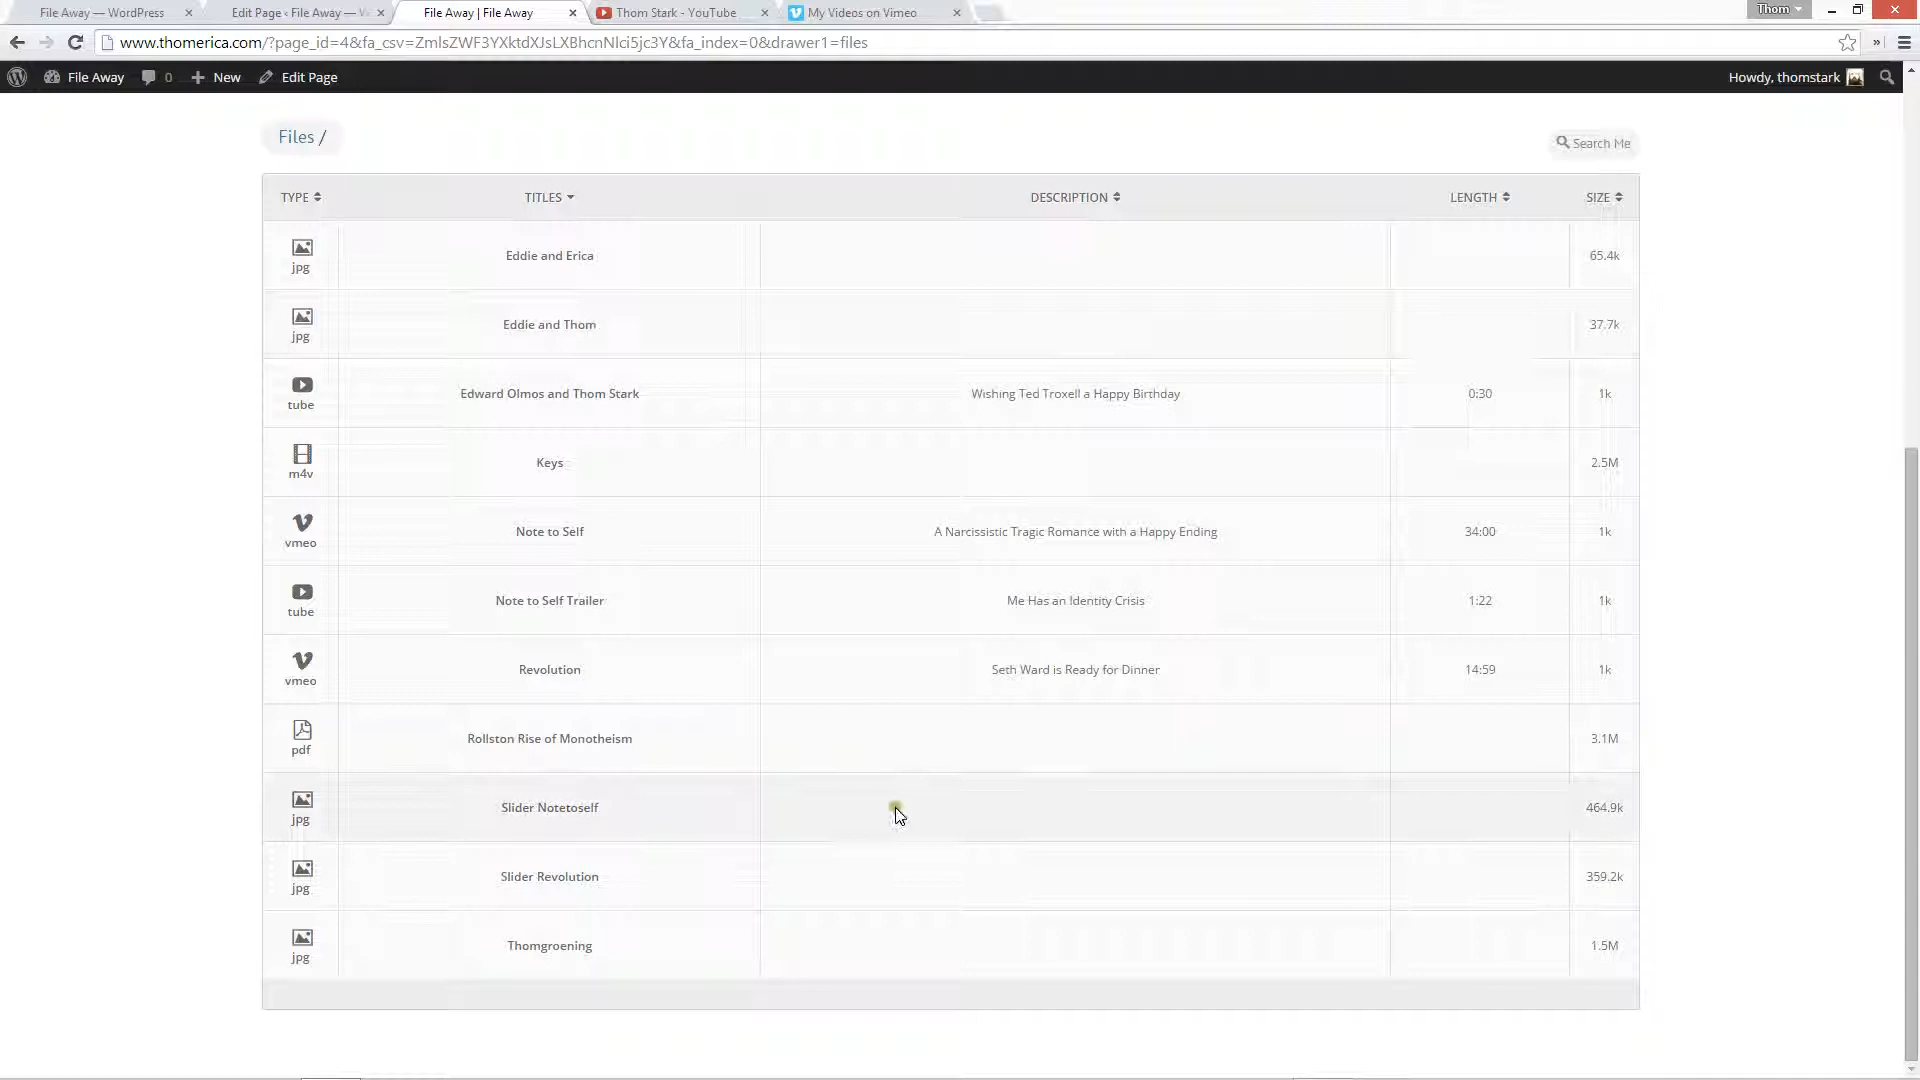 File Away — WordPress
Edit Page ‹ File Away — W
File Away | File Away
Thom Stark - YouTube
My Videos on Vimeo
Thom
www.thomerica.com/?page_id=4&fa_csv=ZmlsZWF3YXktdXJsLXBhcnNlci5jc3Y&fa_index=0&drawer1=files
File Away 0 New Edit Page Howdy, thomstark
Files /
Search Me
TYPE TITLES DESCRIPTION LENGTH SIZE
jpg Eddie and Erica 65.4k
jpg Eddie and Thom 37.7k
tube Edward Olmos and Thom Stark Wishing Ted Troxell a Happy Birthday 0:30 1k
m4v Keys 2.5M
vmeo Note to Self A Narcissistic Tragic Romance with a Happy Ending 34:00 1k
tube Note to Self Trailer Me Has an Identity Crisis 1:22 1k
vmeo Revolution Seth Ward is Ready for Dinner 14:59 1k
pdf Rollston Rise of Monotheism 3.1M
jpg Slider Notetoself 464.9k
jpg Slider Revolution 359.2k
jpg Thomgroening 1.5M